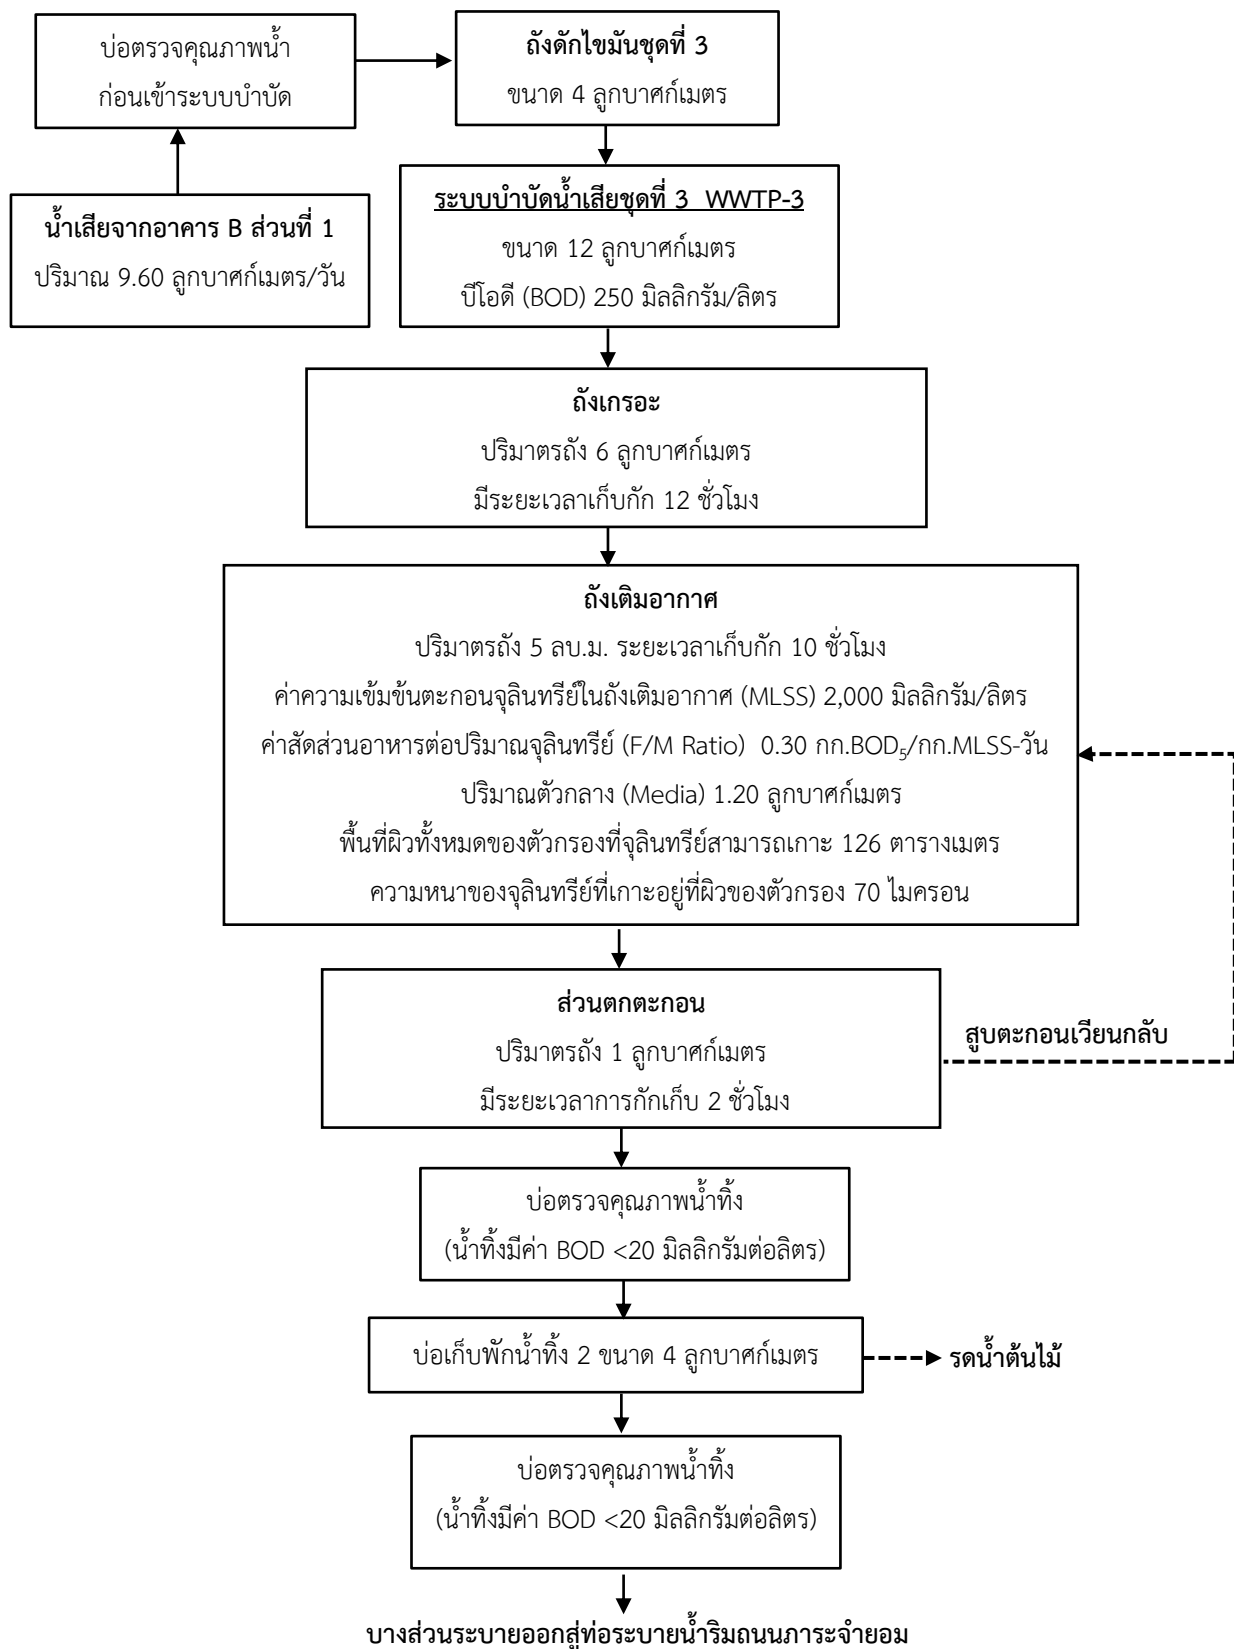 บ่อตรวจคุณภาพน้ำ
ก่อนเข้าระบบบำบัด
ถังดักไขมันชุดที่ 3
ขนาด 4 ลูกบาศก์เมตร
น้ำเสียจากอาคาร B ส่วนที่ 1
ปริมาณ 9.60 ลูกบาศก์เมตร/วัน
ระบบบำบัดน้ำเสียชุดที่ 3 WWTP-3
ขนาด 12 ลูกบาศก์เมตร
บีโอดี (BOD) 250 มิลลิกรัม/ลิตร
ถังเกรอะ
ปริมาตรถัง 6 ลูกบาศก์เมตร
มีระยะเวลาเก็บกัก 12 ชั่วโมง
ถังเติมอากาศ
ปริมาตรถัง 5 ลบ.ม. ระยะเวลาเก็บกัก 10 ชั่วโมง
ค่าความเข้มข้นตะกอนจุลินทรีย์ในถังเติมอากาศ (MLSS) 2,000 มิลลิกรัม/ลิตร
ค่าสัดส่วนอาหารต่อปริมาณจุลินทรีย์ (F/M Ratio) 0.30 กก.BOD₅/กก.MLSS-วัน
ปริมาณตัวกลาง (Media) 1.20 ลูกบาศก์เมตร
พื้นที่ผิวทั้งหมดของตัวกรองที่จุลินทรีย์สามารถเกาะ 126 ตารางเมตร
ความหนาของจุลินทรีย์ที่เกาะอยู่ที่ผิวของตัวกรอง 70 ไมครอน
ส่วนตกตะกอน
ปริมาตรถัง 1 ลูกบาศก์เมตร
มีระยะเวลาการกักเก็บ 2 ชั่วโมง
สูบตะกอนเวียนกลับ
บ่อตรวจคุณภาพน้ำทิ้ง
(น้ำทิ้งมีค่า BOD <20 มิลลิกรัมต่อลิตร)
บ่อเก็บพักน้ำทิ้ง 2 ขนาด 4 ลูกบาศก์เมตร
รดน้ำต้นไม้
บ่อตรวจคุณภาพน้ำทิ้ง
(น้ำทิ้งมีค่า BOD <20 มิลลิกรัมต่อลิตร)
บางส่วนระบายออกสู่ท่อระบายน้ำริมถนนภาระจำยอม